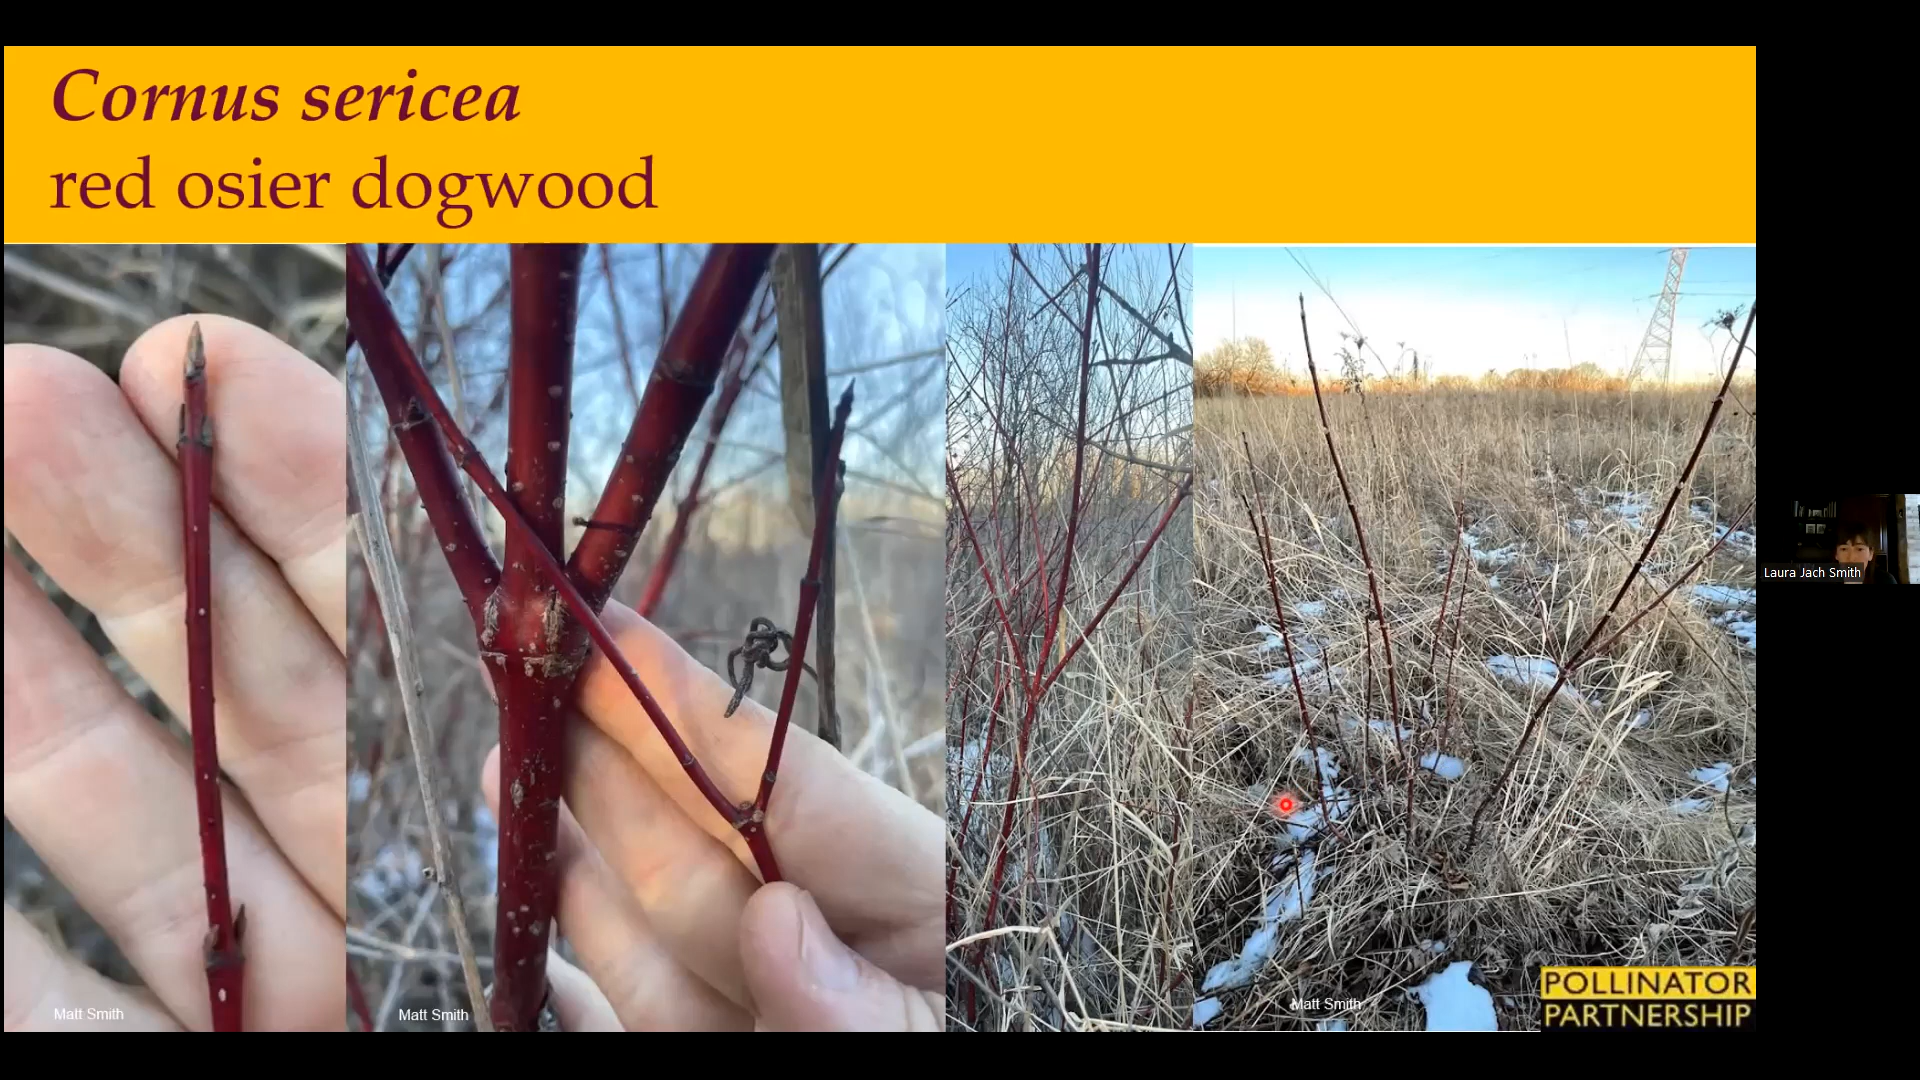 Cornus sericea
red osier dogwood
Matt Smith
Matt Smith
Matt Smith
POLLINATOR
PARTNERSHIP
Laura Jach Smith